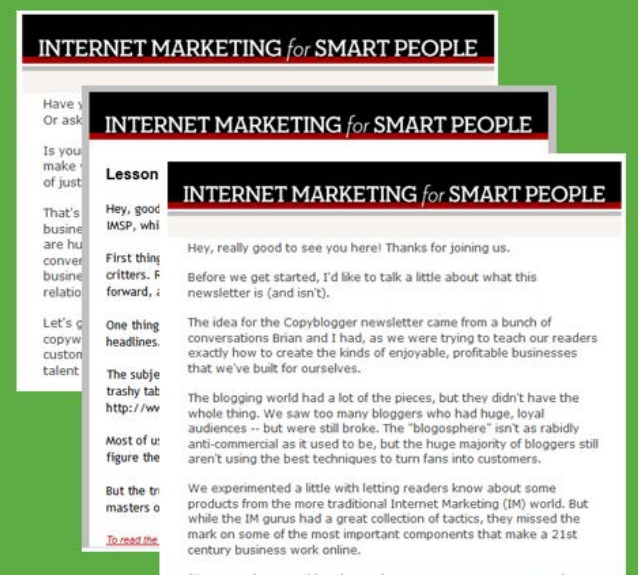 INTERNET MARKETING for SMART PEOPLE
Have
Or ask
Is your
make
of just
That's
busine
are hu
conver
busine
relatio
Let's
copyw
custom
talent
INTERNET MARKETING for SMART PEOPLE
Lesson
Hey, good
IMSP, whi
First thing
critters.
forward,
One thing
headlines.
The subje
trashy tab
http://ww
Most of us
figure the
But the
masters o
To read the
INTERNET MARKETING for SMART PEOPLE
Hey, really good to see you here! Thanks for joining us.
Before we get started, I'd like to talk a little about what this
newsletter is (and isn't).
The idea for the Copyblogger newsletter came from a bunch of
conversations Brian and I had, as we were trying to teach our readers
exactly how to create the kinds of enjoyable, profitable businesses
that we've built for ourselves.
The blogging world had a lot of the pieces, but they didn't have the
whole thing. We saw too many bloggers who had huge, loyal
audiences -- but were still broke. The "blogosphere" isn't as rabidly
anti-commercial as it used to be, but the huge majority of bloggers still
aren't using the best techniques to turn fans into customers.
We experimented a little with letting readers know about some
products from the more traditional Internet Marketing (IM) world. But
while the IM gurus had a great collection of tactics, they missed the
mark on some of the most important components that make a 21st
century business work online.